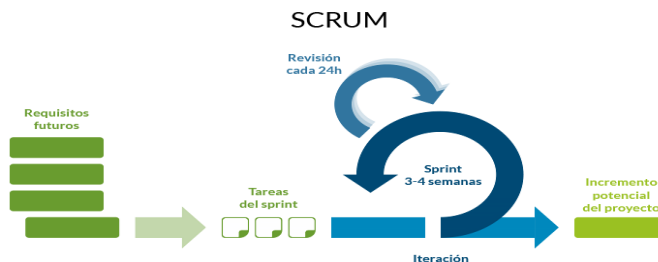 SCRUM
Revisión
cada 24h
Requisitos
futuros
Tareas
del sprint
Sprint
3-4 semanas
Incremento
potencial
del proyecto
Iteración